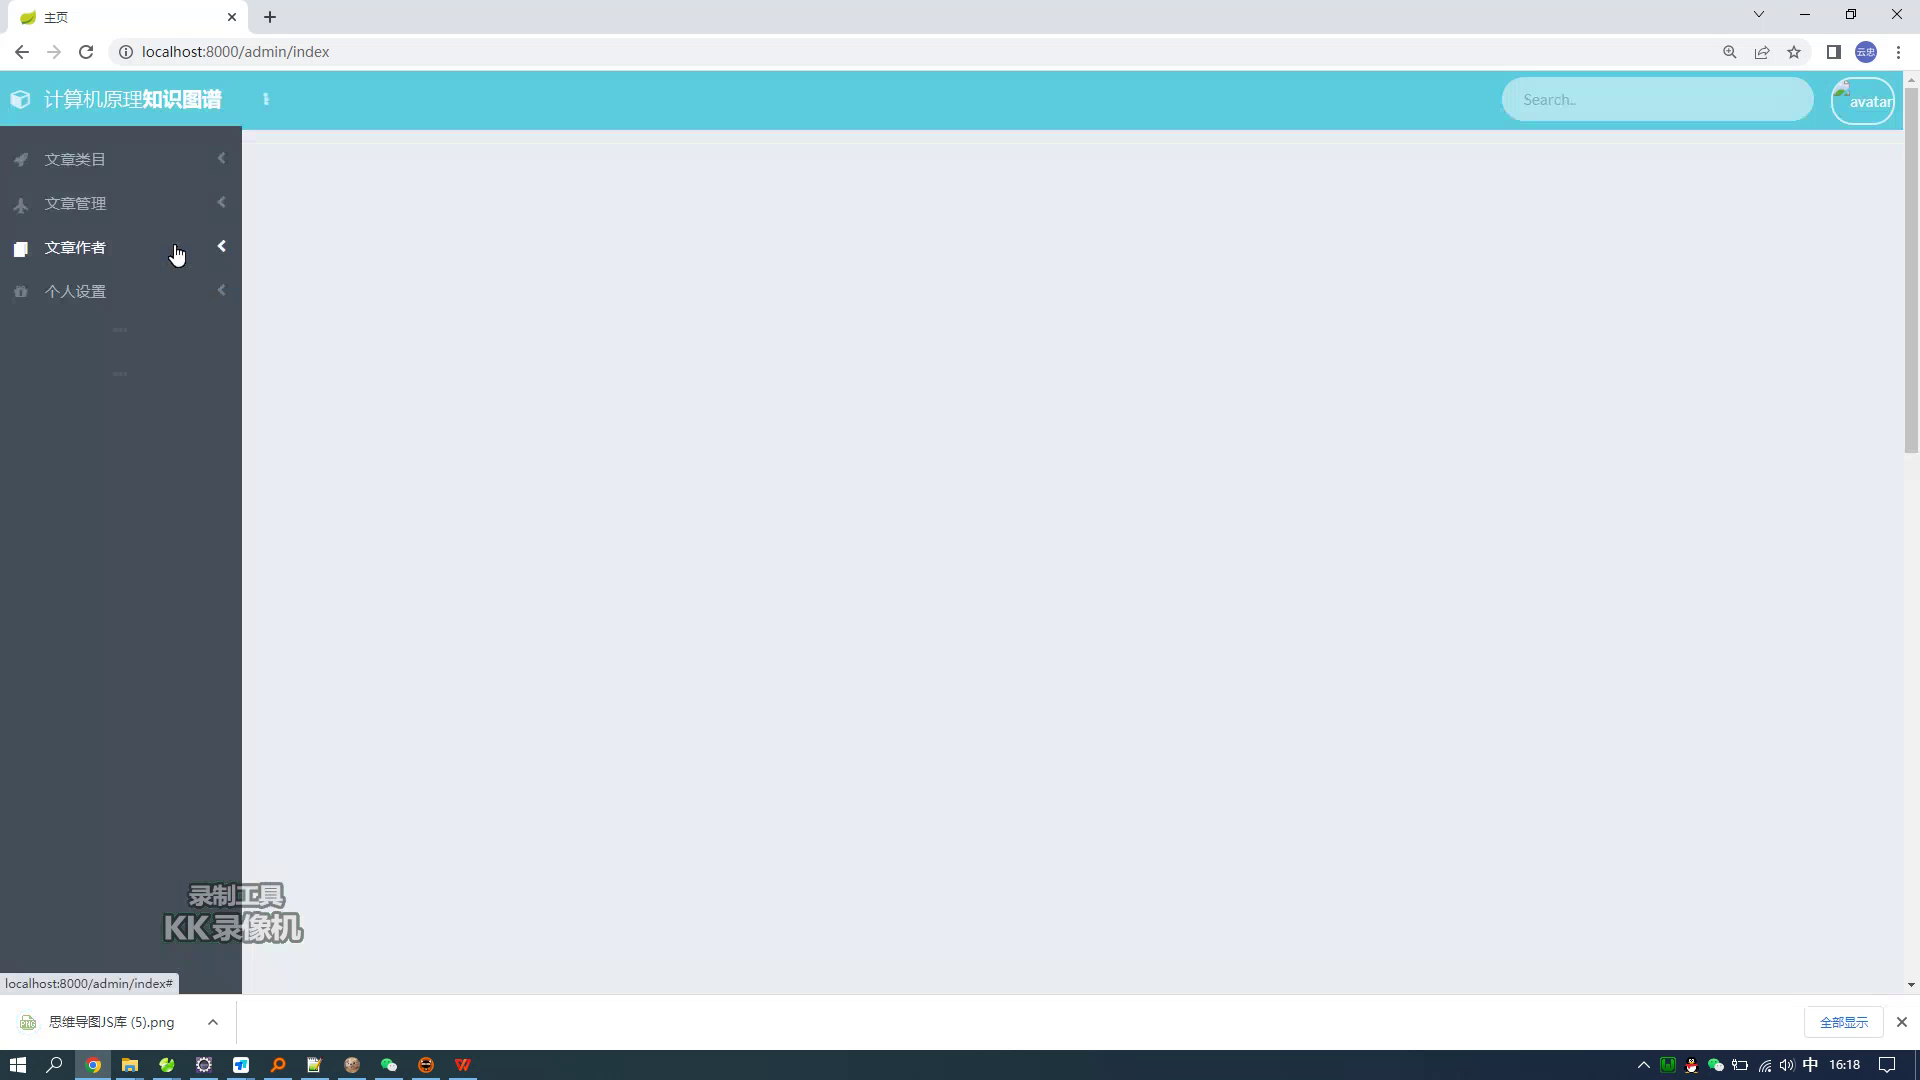 主页
localhost:8000/admin/index
计算机原理知识图谱
Search..
avatar
文章类目
文章管理
文章作者
个人设置
录制工具
KK录像机
localhost:8000/admin/index#
思维导图JS库 (5).png
全部显示
中
16:18